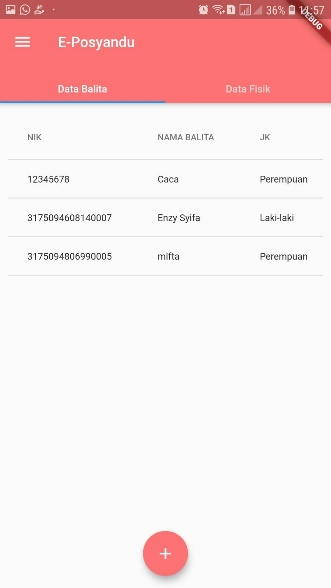 36% 11:57
DEBUG
E-Posyandu
Data Balita Data Fisik
NIK NAMA BALITA JK
12345678 Caca Perempuan
3175094608140007 Enzy Syifa Laki-laki
3175094806990005 mifta Perempuan